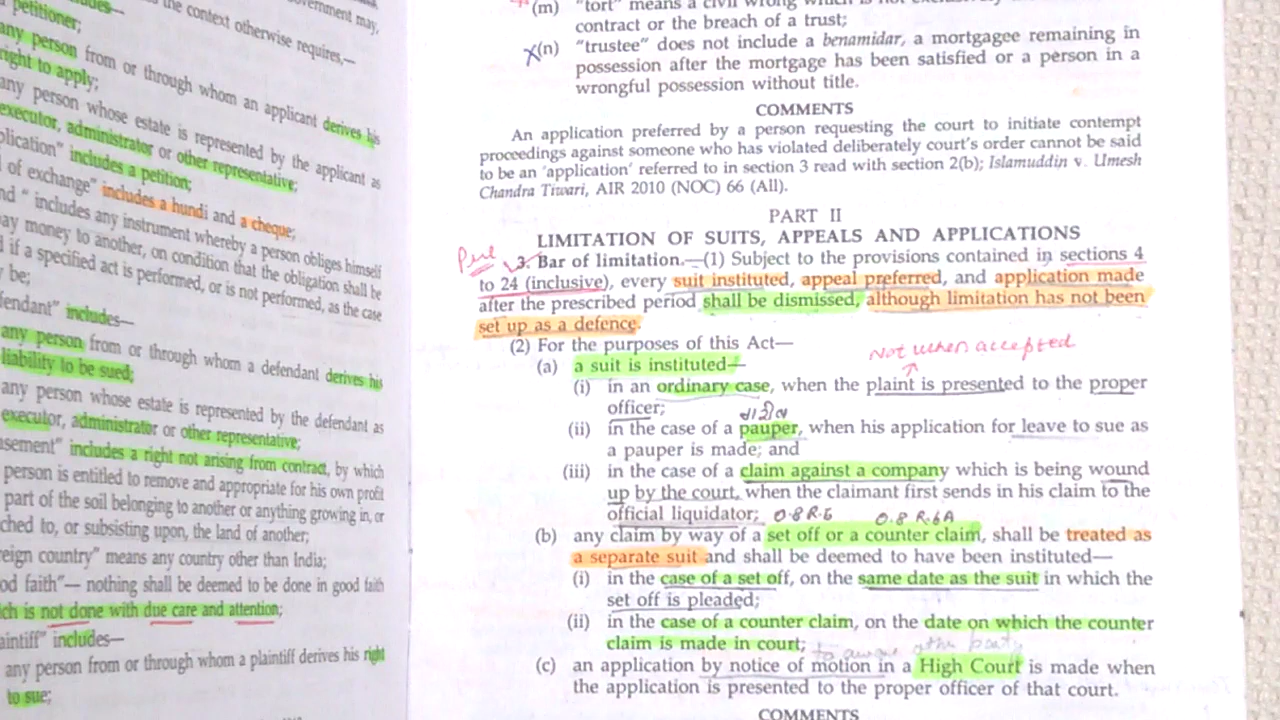 petitioner;
the context otherwise requires,—
any person from or through whom an applicant derives his
right to apply;
any person whose estate is represented by the applicant as
executor, administrator or other representative;
plication" includes a petition;
l of exchange" includes a hundi and a cheque;
nd " includes any instrument whereby a person obliges himself
ay money to another, on condition that the obligation shall be
if a specified act is performed, or is not performed, as the case
y be;
fendant" includes—
any person from or through whom a defendant derives his
liability to be sued;
any person whose estate is represented by the defendant as
executor, administrator or other representative;
sement" includes a right not arising from contract, by which
person is entitled to remove and appropriate for his own profit
part of the soil belonging to another or anything growing in, or
ched to, or subsisting upon, the land of another;
reign country" means any country other than India;
od faith"— nothing shall be deemed to be done in good faith
ch is not done with due care and attention;
aintiff" includes—
any person from or through whom a plaintiff derives his right
to sue;
(m) "tort" means a civil wrong which is not exclusively
contract or the breach of a trust;
(n) "trustee" does not include a benamidar, a mortgagee remaining in
possession after the mortgage has been satisfied or a person in a
wrongful possession without title.
COMMENTS
An application preferred by a person requesting the court to initiate contempt
proceedings against someone who has violated deliberately court's order cannot be said
to be an 'application' referred to in section 3 read with section 2(b); Islamuddin v. Umesh
Chandra Tiwari, AIR 2010 (NOC) 66 (All).
PART II
LIMITATION OF SUITS, APPEALS AND APPLICATIONS
Pre 3. Bar of limitation.—(1) Subject to the provisions contained in sections 4
to 24 (inclusive), every suit instituted, appeal preferred, and application made
after the prescribed period shall be dismissed, although limitation has not been
set up as a defence.
(2) For the purposes of this Act—
Not when accepted
(a) a suit is instituted—
(i) in an ordinary case, when the plaint is presented to the proper
officer;
(ii) in the case of a pauper, when his application for leave to sue as
a pauper is made; and
(iii) in the case of a claim against a company which is being wound
up by the court, when the claimant first sends in his claim to the
official liquidator; O.8 R.6 O.8 R.6A
(b) any claim by way of a set off or a counter claim, shall be treated as
a separate suit and shall be deemed to have been instituted—
(i) in the case of a set off, on the same date as the suit in which the
set off is pleaded;
(ii) in the case of a counter claim, on the date on which the counter
claim is made in court;
(c) an application by notice of motion in a High Court is made when
the application is presented to the proper officer of that court.
COMMENTS